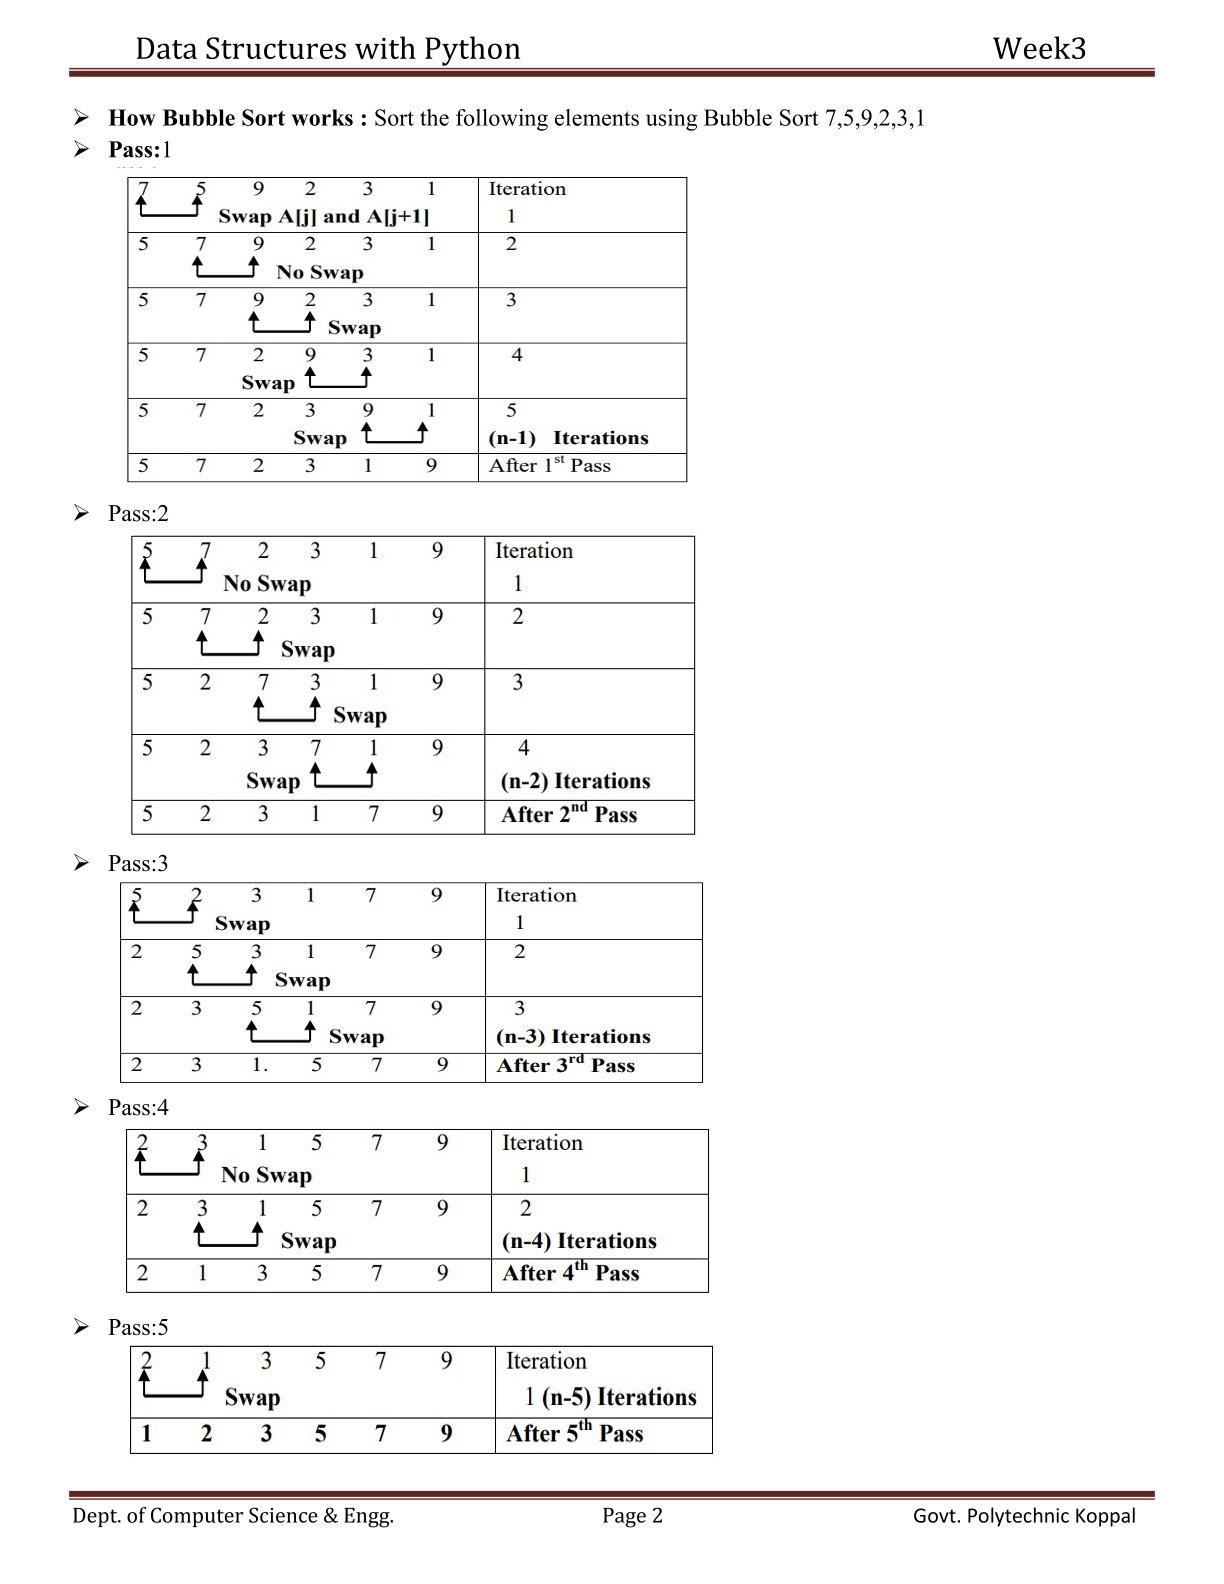 Data Structures with Python Week3
➢ How Bubble Sort works : Sort the following elements using Bubble Sort 7,5,9,2,3,1
➢ Pass:1
7 5 9 2 3 1 Iteration
Swap A[j] and A[j+1] 1
5 7 9 2 3 1 2
No Swap
5 7 9 2 3 1 3
Swap
5 7 2 9 3 1 4
Swap
5 7 2 3 9 1 5
Swap (n-1) Iterations
5 7 2 3 1 9 After 1st Pass
➢ Pass:2
5 7 2 3 1 9 Iteration
No Swap 1
5 7 2 3 1 9 2
Swap
5 2 7 3 1 9 3
Swap
5 2 3 7 1 9 4
Swap (n-2) Iterations
5 2 3 1 7 9 After 2nd Pass
➢ Pass:3
5 2 3 1 7 9 Iteration
Swap 1
2 5 3 1 7 9 2
Swap
2 3 5 1 7 9 3
Swap (n-3) Iterations
2 3 1. 5 7 9 After 3rd Pass
➢ Pass:4
2 3 1 5 7 9 Iteration
No Swap 1
2 3 1 5 7 9 2
Swap (n-4) Iterations
2 1 3 5 7 9 After 4th Pass
➢ Pass:5
2 1 3 5 7 9 Iteration
Swap 1 (n-5) Iterations
1 2 3 5 7 9 After 5th Pass
Dept. of Computer Science & Engg. Page 2 Govt. Polytechnic Koppal